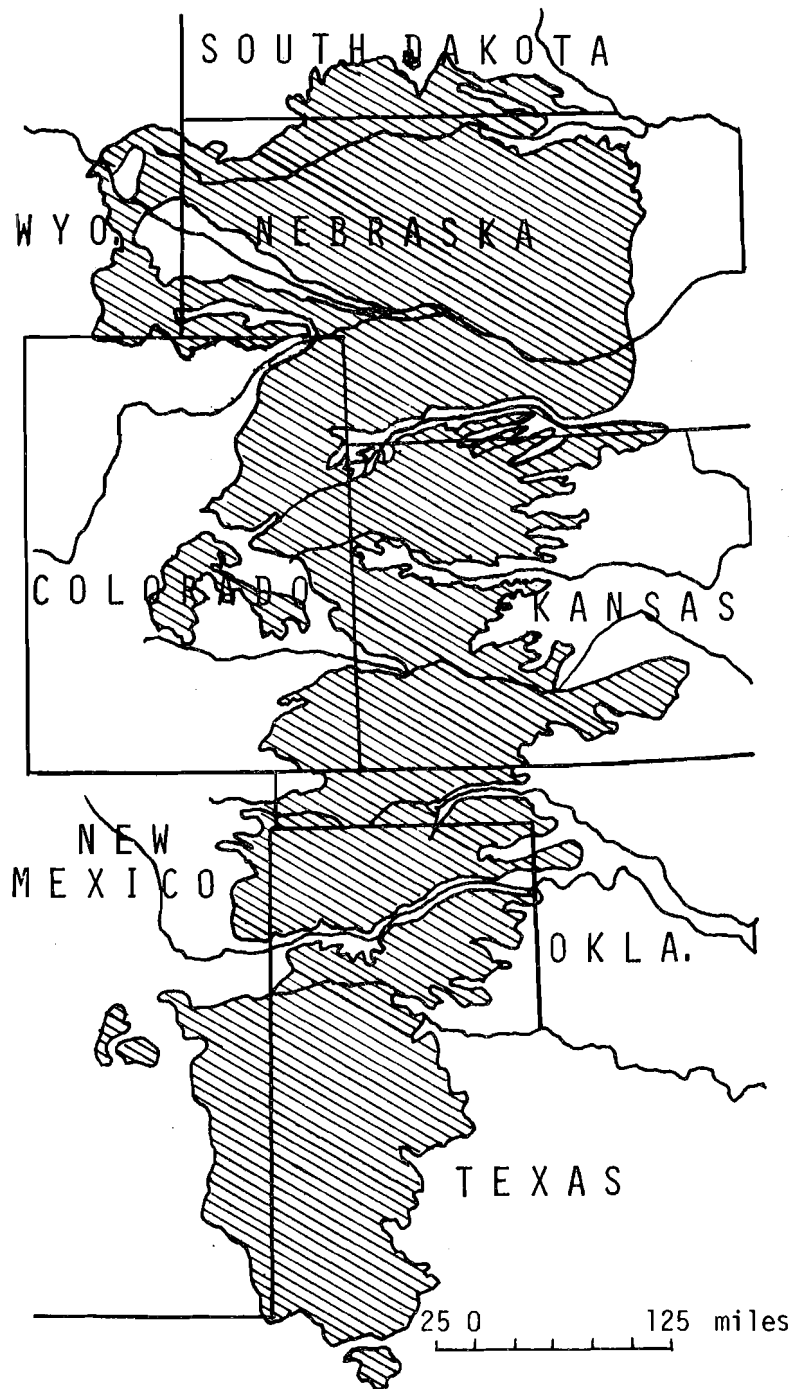 SOUTH DAKOTA
WYO.
NEBRASKA
COLORADO
KANSAS
NEW
MEXICO
OKLA.
TEXAS
25 0 125 miles